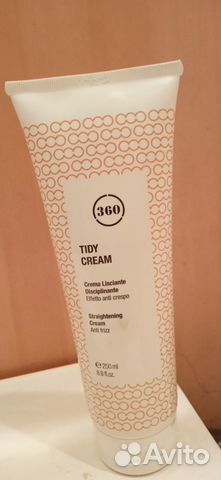 360
TIDY
CREAM
Crema Lisciante
Disciplinante
Effetto anti crespo
Straightening
Cream
Anti frizz
℮250 ml
8.8 fl.oz.
Avito